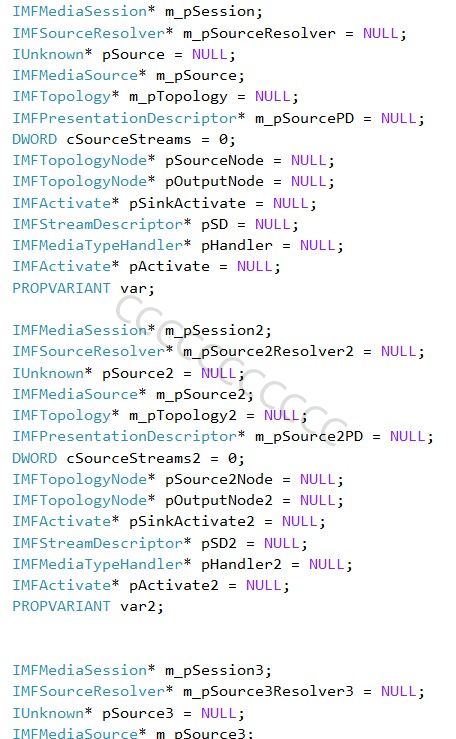 IMFMediaSession* m_pSession;
IMFSourceResolver* m_pSourceResolver = NULL;
IUnknown* pSource = NULL;
IMFMediaSource* m_pSource;
IMFTopology* m_pTopology = NULL;
IMFPresentationDescriptor* m_pSourcePD = NULL;
DWORD cSourceStreams = 0;
IMFTopologyNode* pSourceNode = NULL;
IMFTopologyNode* pOutputNode = NULL;
IMFActivate* pSinkActivate = NULL;
IMFStreamDescriptor* pSD = NULL;
IMFMediaTypeHandler* pHandler = NULL;
IMFActivate* pActivate = NULL;
PROPVARIANT var;
cccccccccccc
IMFMediaSession* m_pSession2;
IMFSourceResolver* m_pSource2Resolver2 = NULL;
IUnknown* pSource2 = NULL;
IMFMediaSource* m_pSource2;
IMFTopology* m_pTopology2 = NULL;
IMFPresentationDescriptor* m_pSource2PD = NULL;
DWORD cSourceStreams2 = 0;
IMFTopologyNode* pSource2Node = NULL;
IMFTopologyNode* pOutputNode2 = NULL;
IMFActivate* pSinkActivate2 = NULL;
IMFStreamDescriptor* pSD2 = NULL;
IMFMediaTypeHandler* pHandler2 = NULL;
IMFActivate* pActivate2 = NULL;
PROPVARIANT var2;
IMFMediaSession* m_pSession3;
IMFSourceResolver* m_pSource3Resolver3 = NULL;
IUnknown* pSource3 = NULL;
IMFMediaSource* m_pSource3;